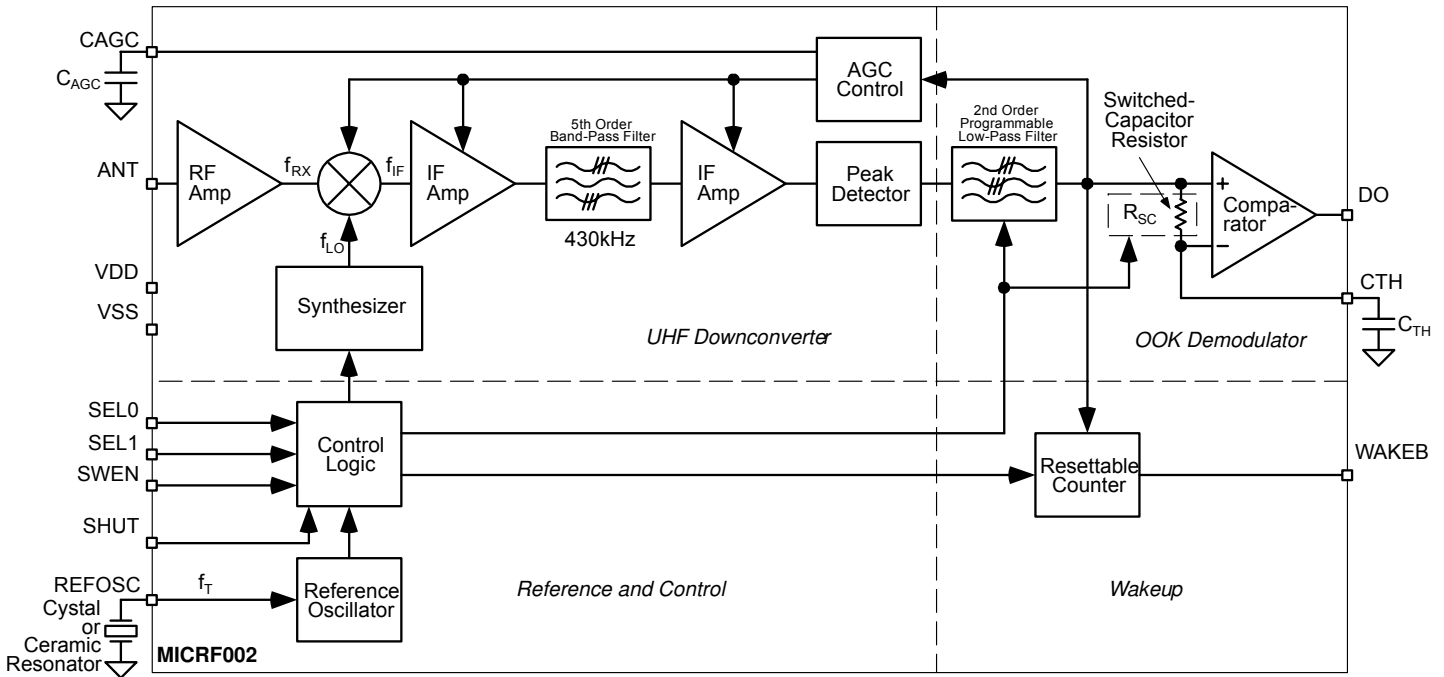 CAGC
C_AGC
AGC
Control
5th Order
Band-Pass Filter
2nd Order
Programmable
Low-Pass Filter
Switched-
Capacitor
Resistor
ANT
RF
Amp
f_RX
f_IF
IF
Amp
430kHz
IF
Amp
Peak
Detector
R_SC
+
−
Compa-
rator
DO
f_LO
VDD
VSS
Synthesizer
UHF Downconverter
OOK Demodulator
CTH
C_TH
SEL0
SEL1
SWEN
SHUT
Control
Logic
Resettable
Counter
WAKEB
REFOSC
f_T
Reference
Oscillator
Reference and Control
Wakeup
Cystal
or
Ceramic
Resonator
MICRF002